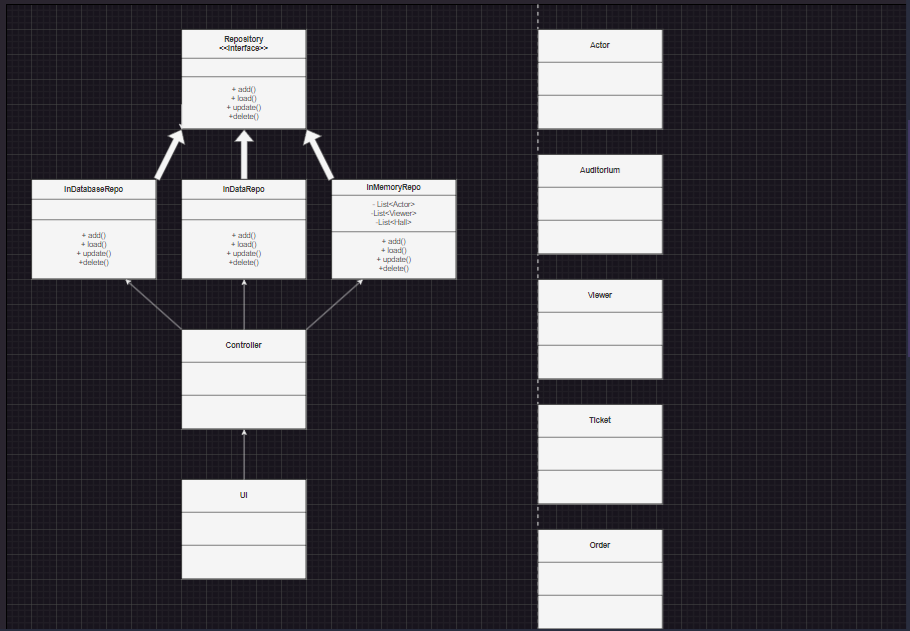 Repository
<<Interface>>
+ add()
+ load()
+ update()
+delete()
InDatabaseRepo
+ add()
+ load()
+ update()
+delete()
InDataRepo
+ add()
+ load()
+ update()
+delete()
InMemoryRepo
- List<Actor>
-List<Viewer>
-List<Hall>
+ add()
+ load()
+ update()
+delete()
Controller
UI
Actor
Auditorium
Viewer
Ticket
Order